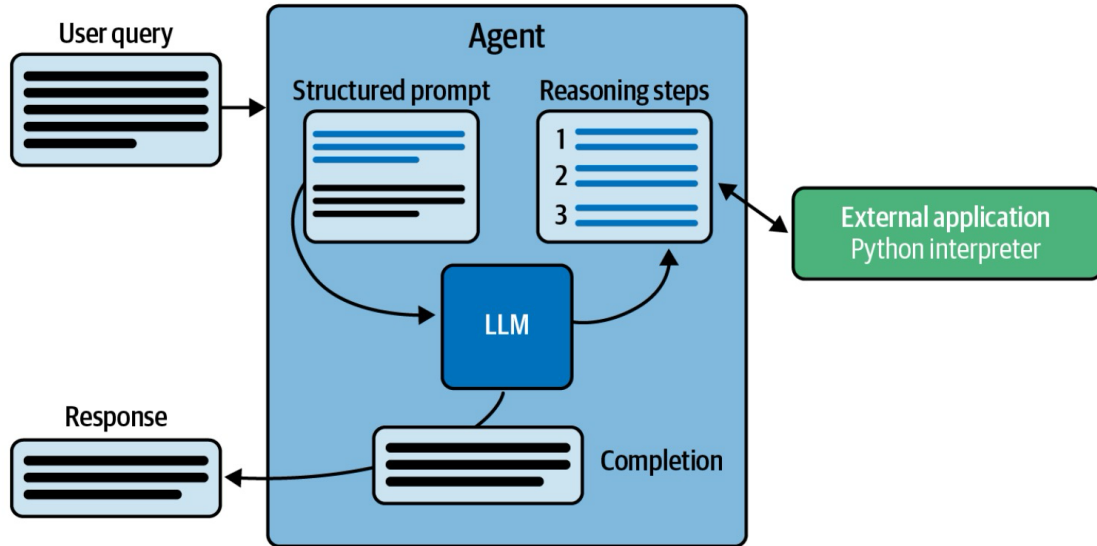 User query
Agent
Structured prompt
Reasoning steps
1
2
3
External application
Python interpreter
LLM
Response
Completion